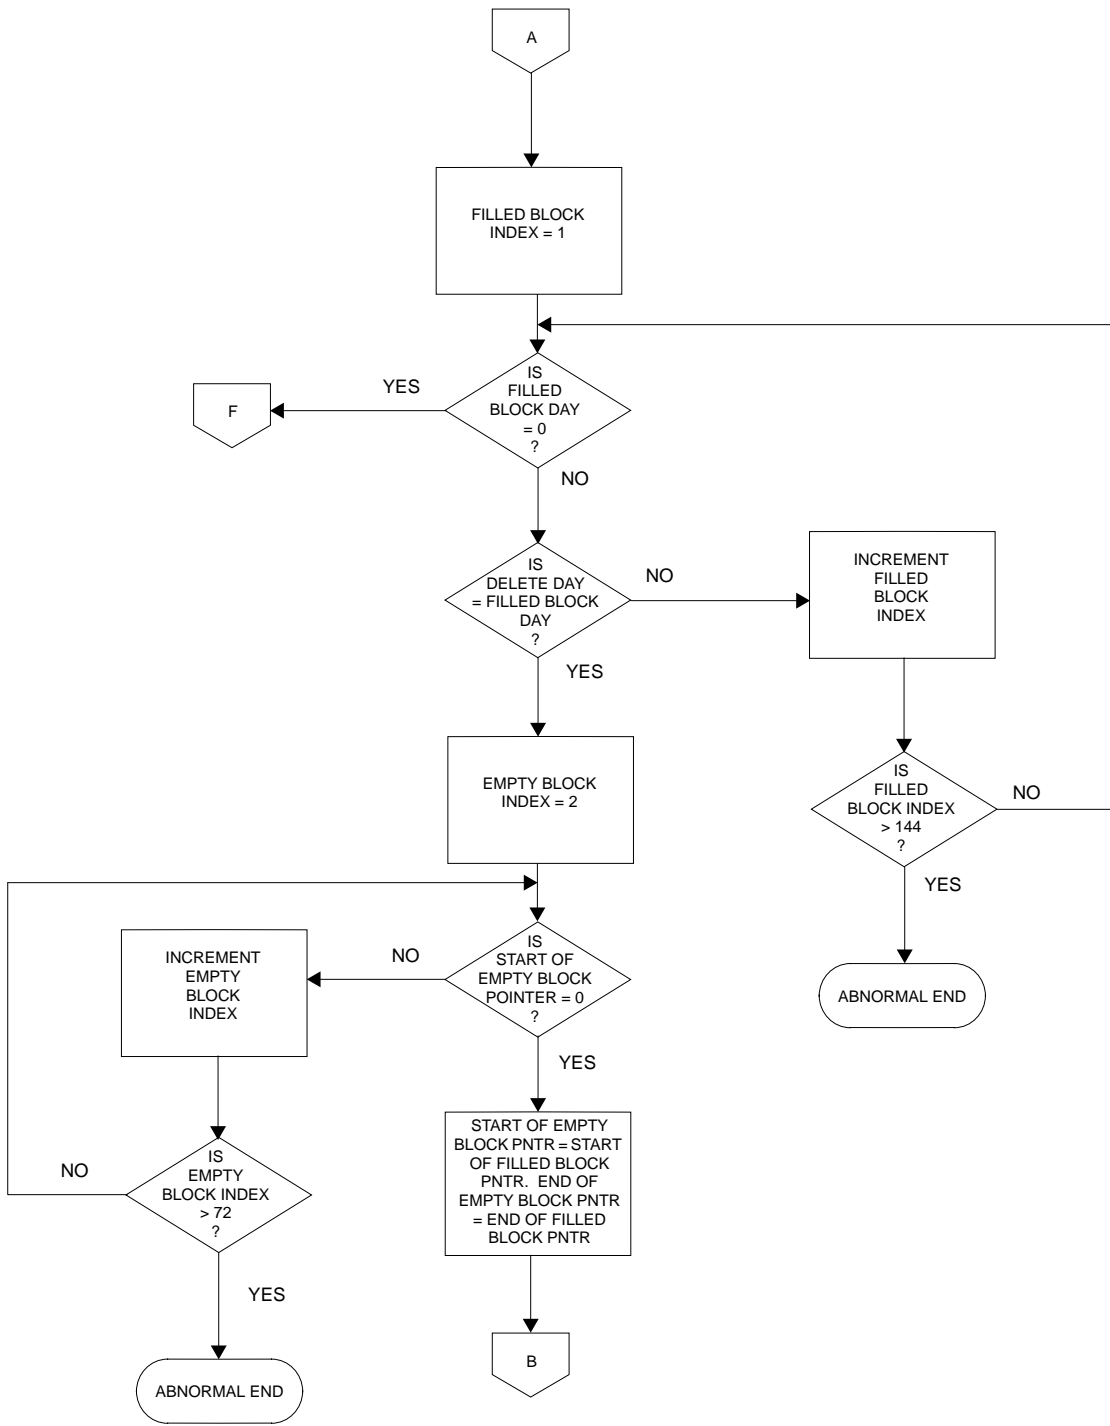 A
FILLED BLOCK
INDEX = 1
IS
FILLED
BLOCK DAY
= 0
?
YES
F
NO
IS
DELETE DAY
= FILLED BLOCK
DAY
?
NO
INCREMENT
FILLED
BLOCK
INDEX
YES
EMPTY BLOCK
INDEX = 2
IS
FILLED
BLOCK INDEX
> 144
?
NO
YES
ABNORMAL END
IS
START OF
EMPTY BLOCK
POINTER = 0
?
NO
INCREMENT
EMPTY
BLOCK
INDEX
YES
START OF EMPTY
BLOCK PNTR = START
OF FILLED BLOCK
PNTR. END OF
EMPTY BLOCK PNTR
= END OF FILLED
BLOCK PNTR
IS
EMPTY
BLOCK INDEX
> 72
?
NO
YES
ABNORMAL END
B